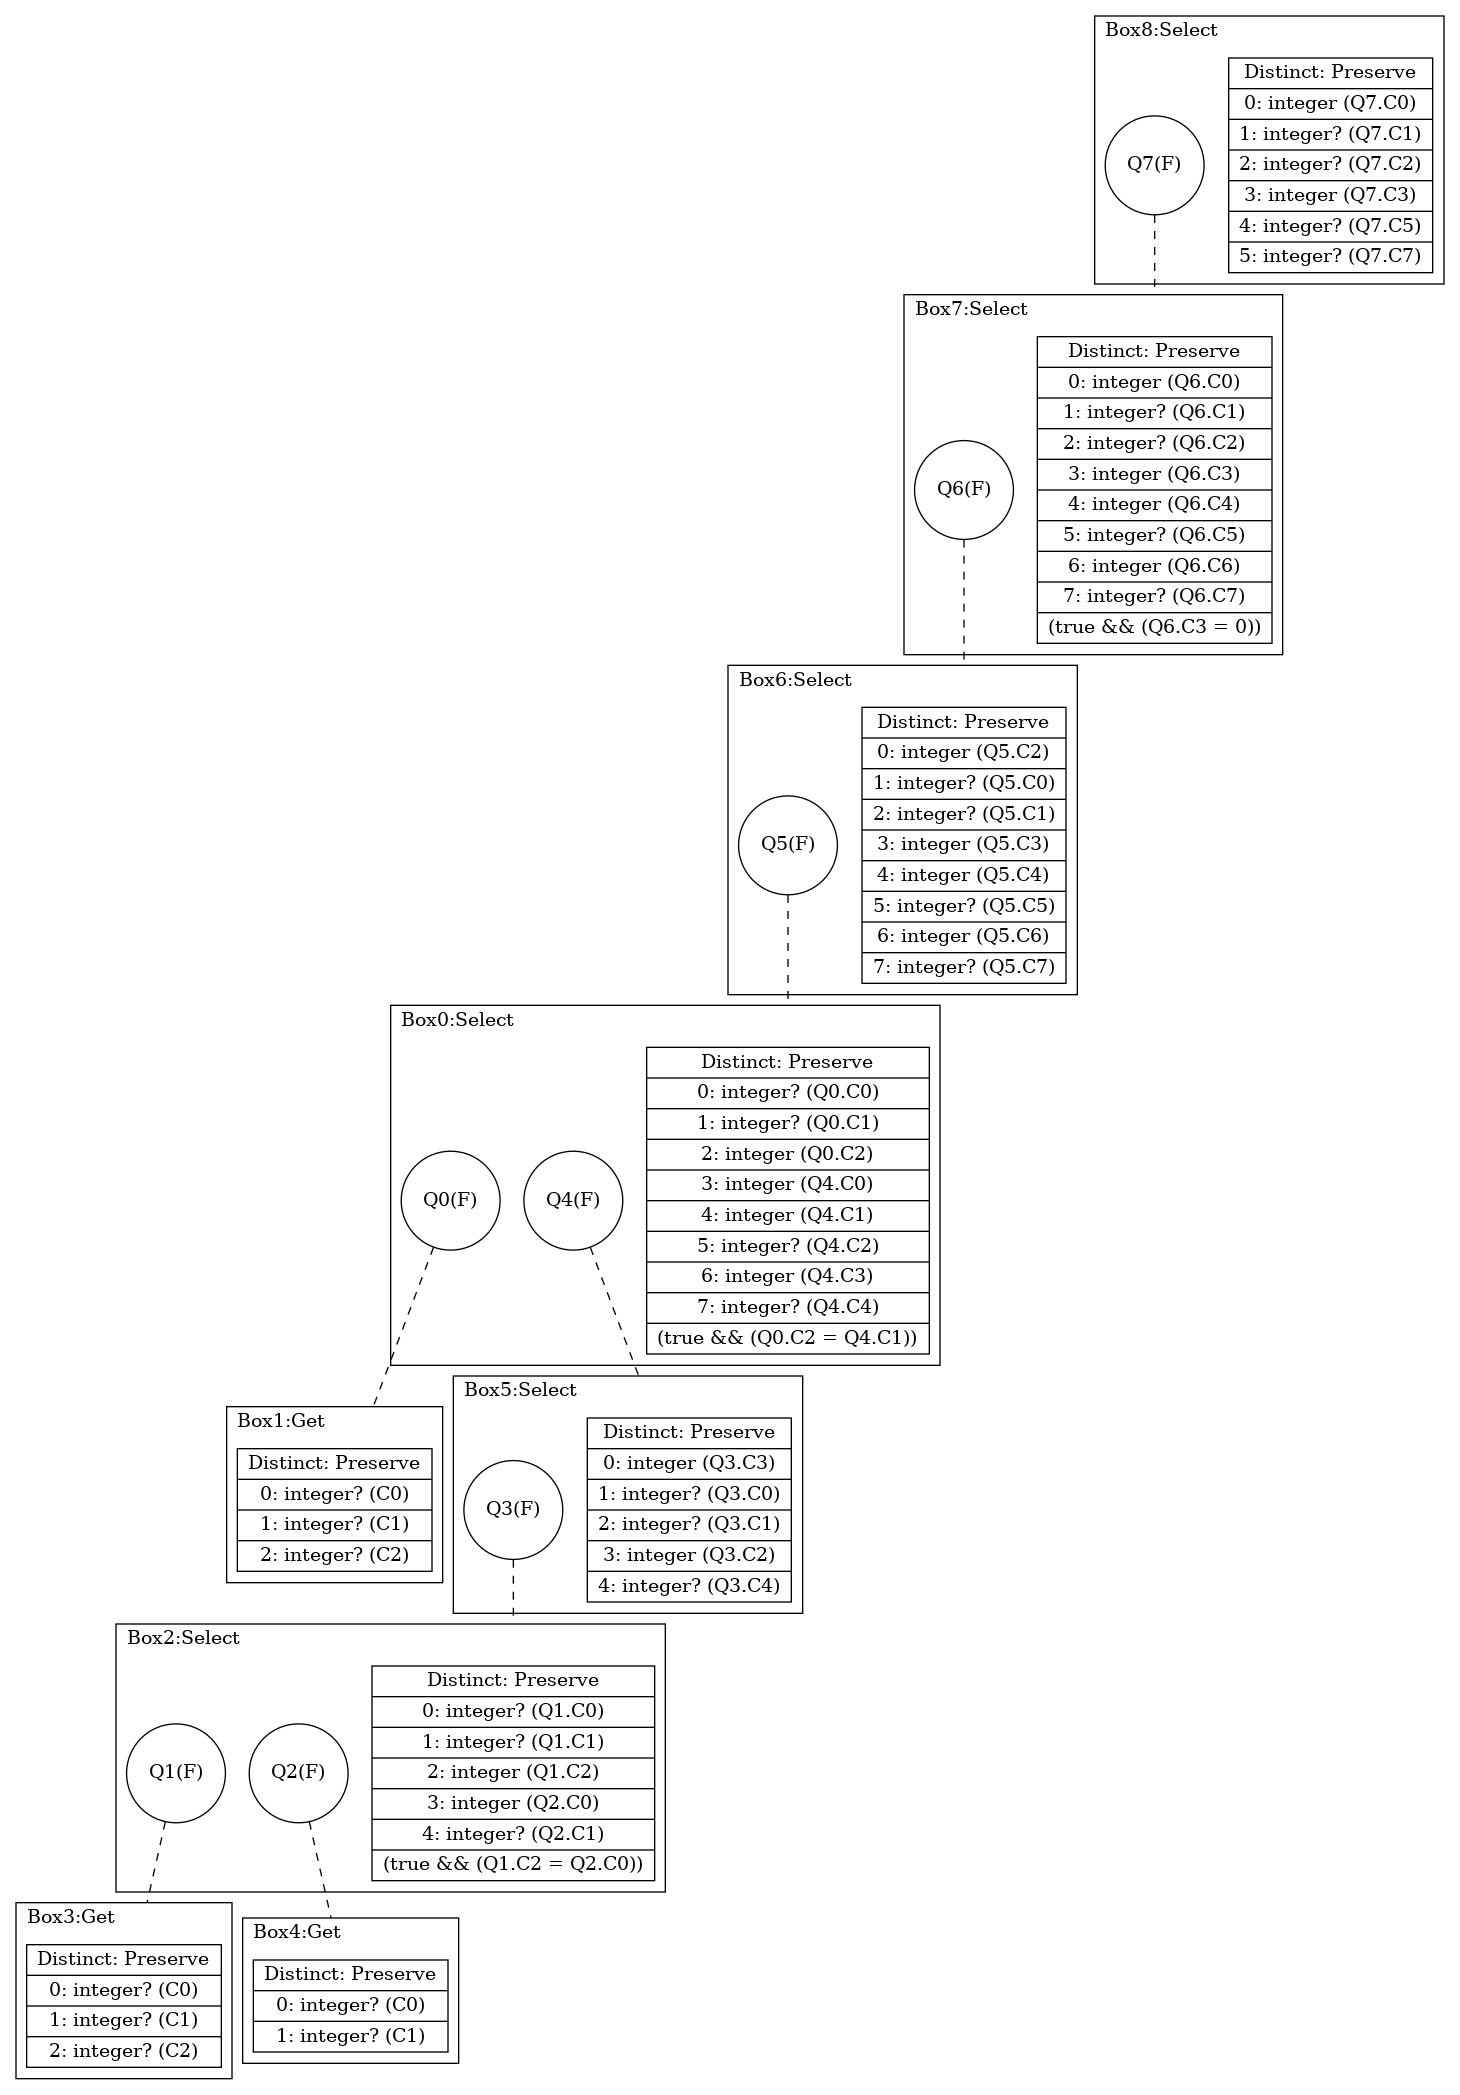 Box8:Select
Distinct: Preserve
0: integer (Q7.C0)
1: integer? (Q7.C1)
Q7(F)
2: integer? (Q7.C2)
3: integer (Q7.C3)
4: integer? (Q7.C5)
5: integer? (Q7.C7)
Box7:Select
Distinct: Preserve
0: integer (Q6.C0)
1: integer? (Q6.C1)
2: integer? (Q6.C2)
3: integer (Q6.C3)
Q6(F)
4: integer (Q6.C4)
5: integer? (Q6.C5)
6: integer (Q6.C6)
7: integer? (Q6.C7)
(true && (Q6.C3 = 0))
Box6:Select
Distinct: Preserve
0: integer (Q5.C2)
1: integer? (Q5.C0)
2: integer? (Q5.C1)
Q5(F)
3: integer (Q5.C3)
4: integer (Q5.C4)
5: integer? (Q5.C5)
6: integer (Q5.C6)
7: integer? (Q5.C7)
Box0:Select
Distinct: Preserve
0: integer? (Q0.C0)
1: integer? (Q0.C1)
2: integer (Q0.C2)
3: integer (Q4.C0)
Q0(F)
Q4(F)
4: integer (Q4.C1)
5: integer? (Q4.C2)
6: integer (Q4.C3)
7: integer? (Q4.C4)
(true && (Q0.C2 = Q4.C1))
Box1:Get
Distinct: Preserve
0: integer? (C0)
1: integer? (C1)
2: integer? (C2)
Box5:Select
Distinct: Preserve
0: integer (Q3.C3)
1: integer? (Q3.C0)
Q3(F)
2: integer? (Q3.C1)
3: integer (Q3.C2)
4: integer? (Q3.C4)
Box2:Select
Distinct: Preserve
0: integer? (Q1.C0)
1: integer? (Q1.C1)
Q1(F)
Q2(F)
2: integer (Q1.C2)
3: integer (Q2.C0)
4: integer? (Q2.C1)
(true && (Q1.C2 = Q2.C0))
Box3:Get
Distinct: Preserve
0: integer? (C0)
1: integer? (C1)
2: integer? (C2)
Box4:Get
Distinct: Preserve
0: integer? (C0)
1: integer? (C1)